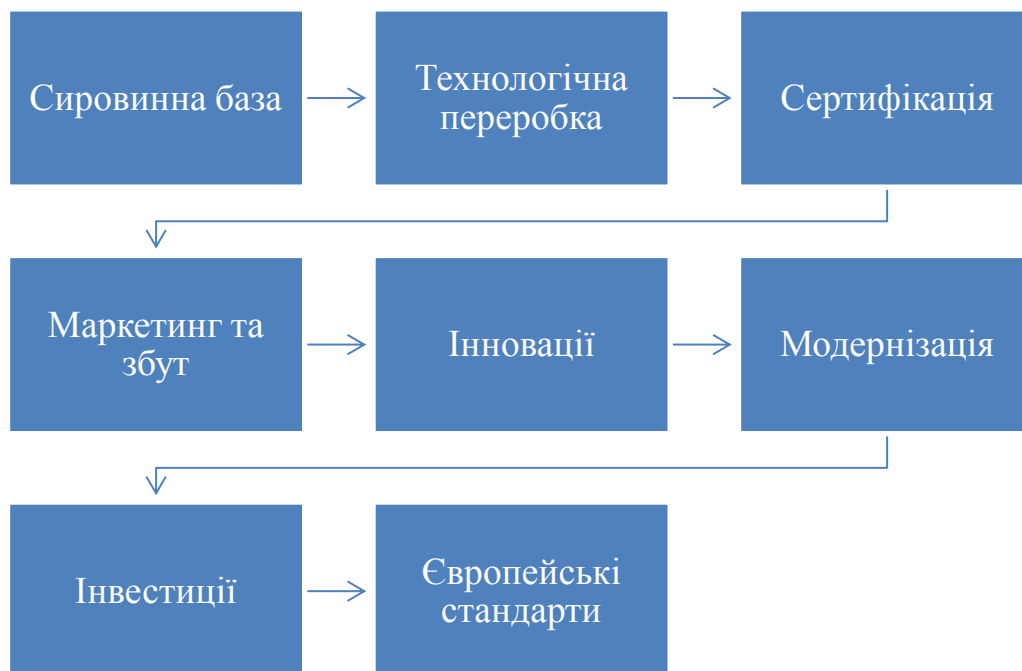 Сировинна база
Технологічна
переробка
Сертифікація
Маркетинг та
збут
Інновації
Модернізація
Інвестиції
Європейські
стандарти